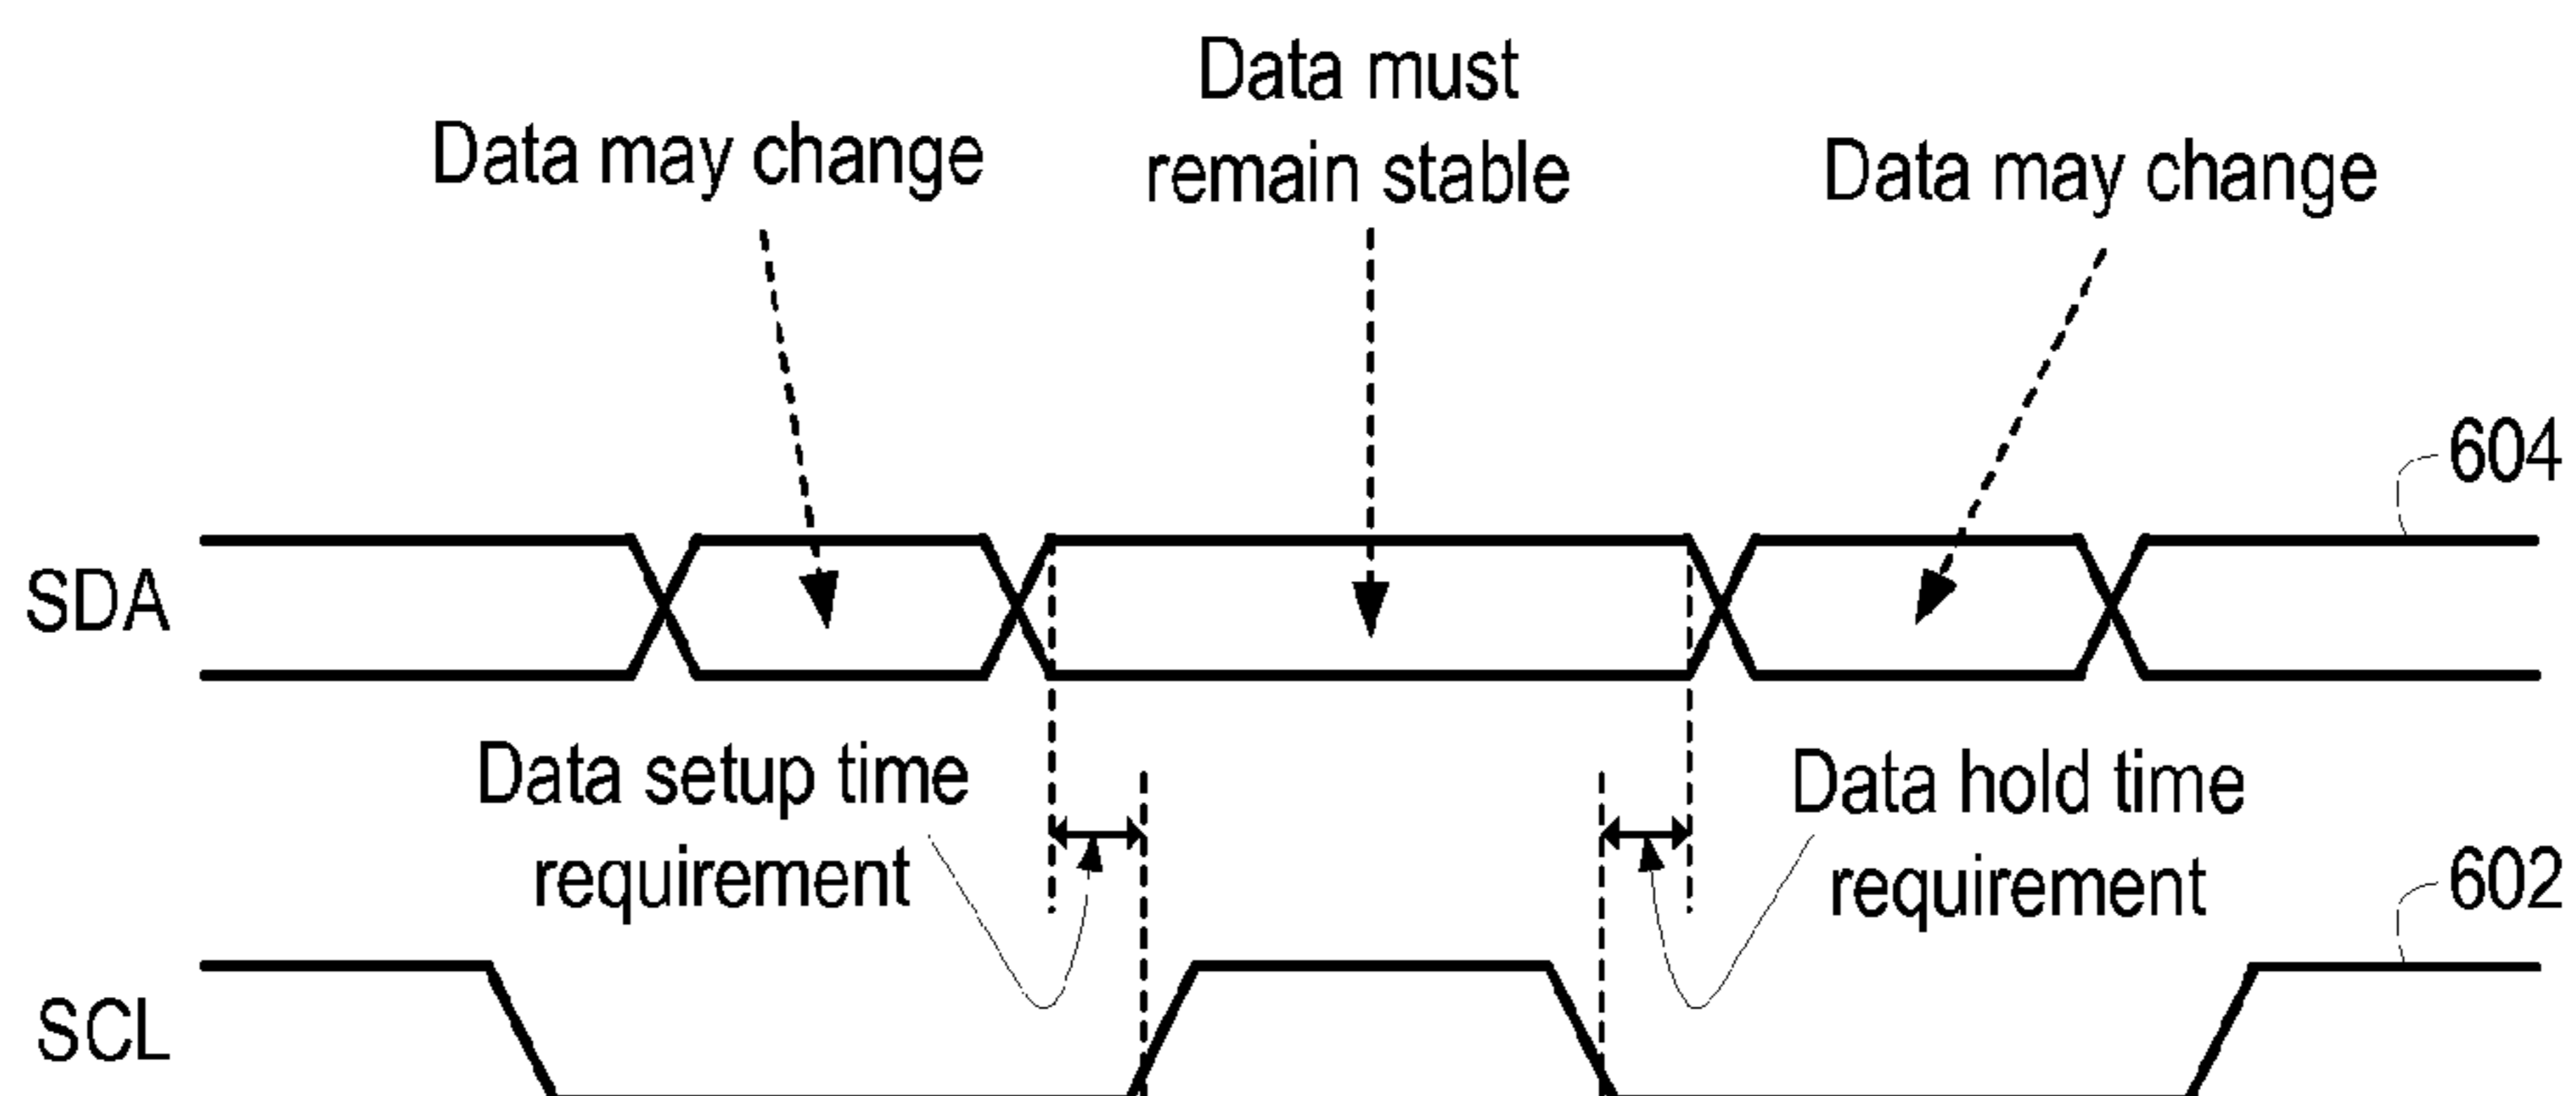 Data may change
Data must
remain stable
Data may change
604
SDA
Data setup time
requirement
Data hold time
requirement
602
SCL